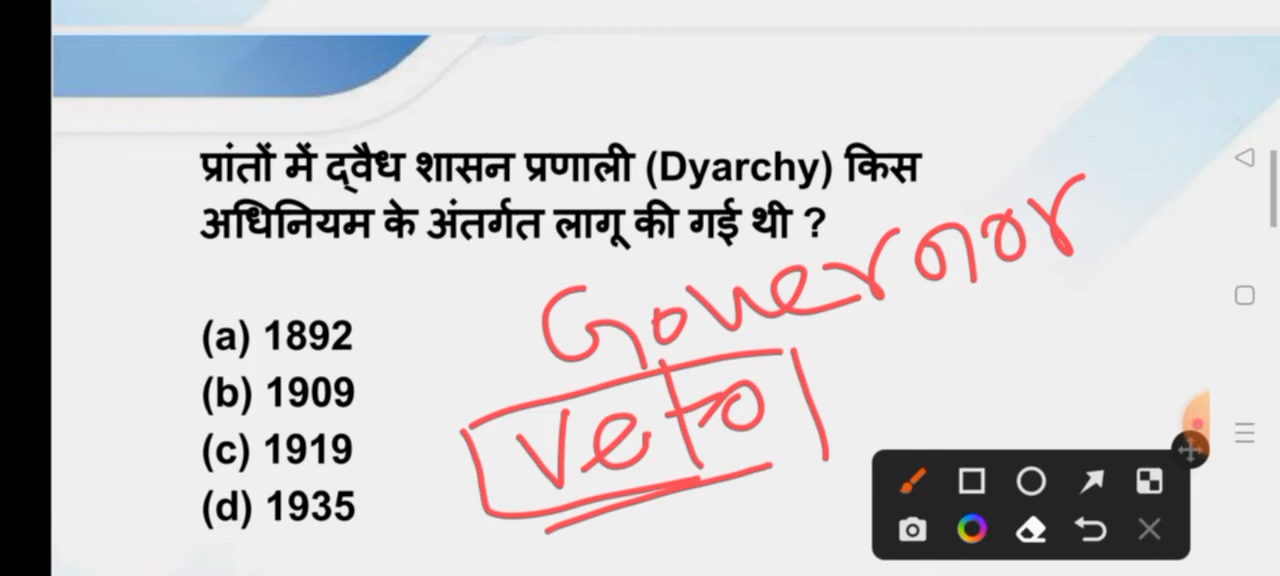 प्रांतों में द्वैध शासन प्रणाली (Dyarchy) किस
अधिनियम के अंतर्गत लागू की गई थी ?
Governor
Veto
(a) 1892
(b) 1909
(c) 1919
(d) 1935